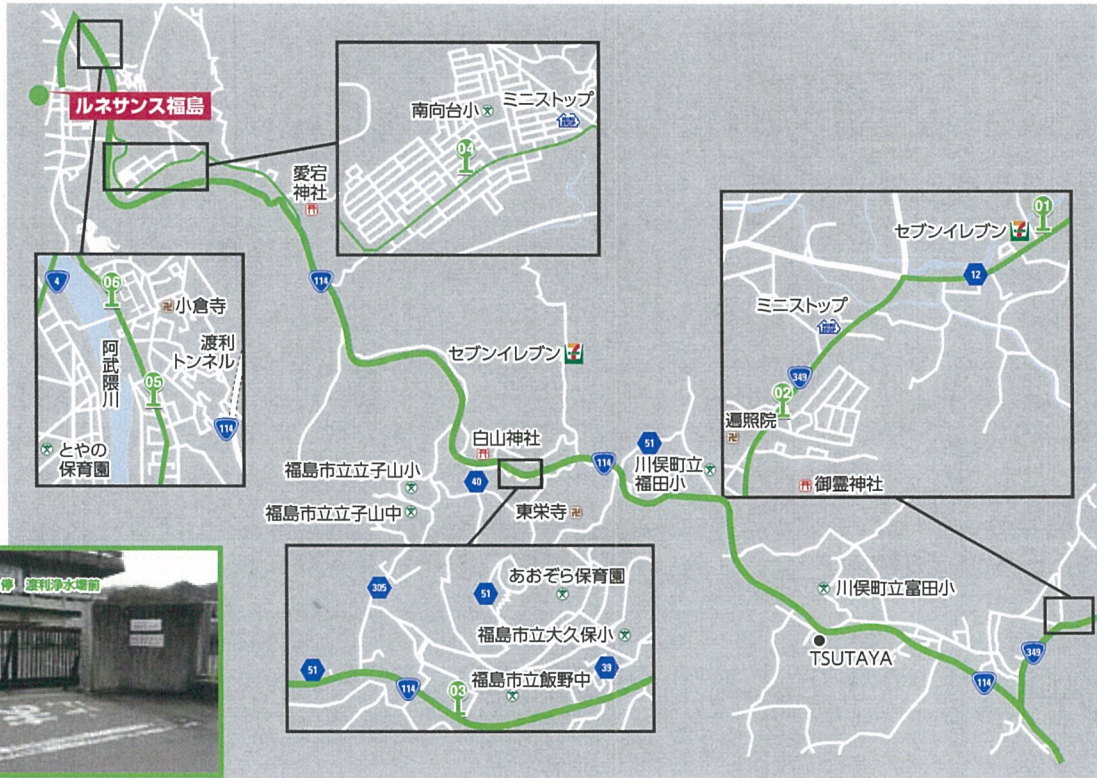 ルネサンス福島
南向台小
ミニストップ
04
愛宕
神社
114
セブンイレブン
7
01
12
ミニストップ
349
02
遍照院
御霊神社
4
06
小倉寺
渡利
トンネル
阿武隈川
05
114
とやの
保育園
セブンイレブン
7
白山神社
福島市立立子山小
40
福島市立立子山中
東栄寺
114
51
川俣町立
福田小
停 渡利浄水場前
305
51
あおぞら保育園
福島市立大久保小
51
114
03
福島市立飯野中
39
川俣町立富田小
TSUTAYA
349
114